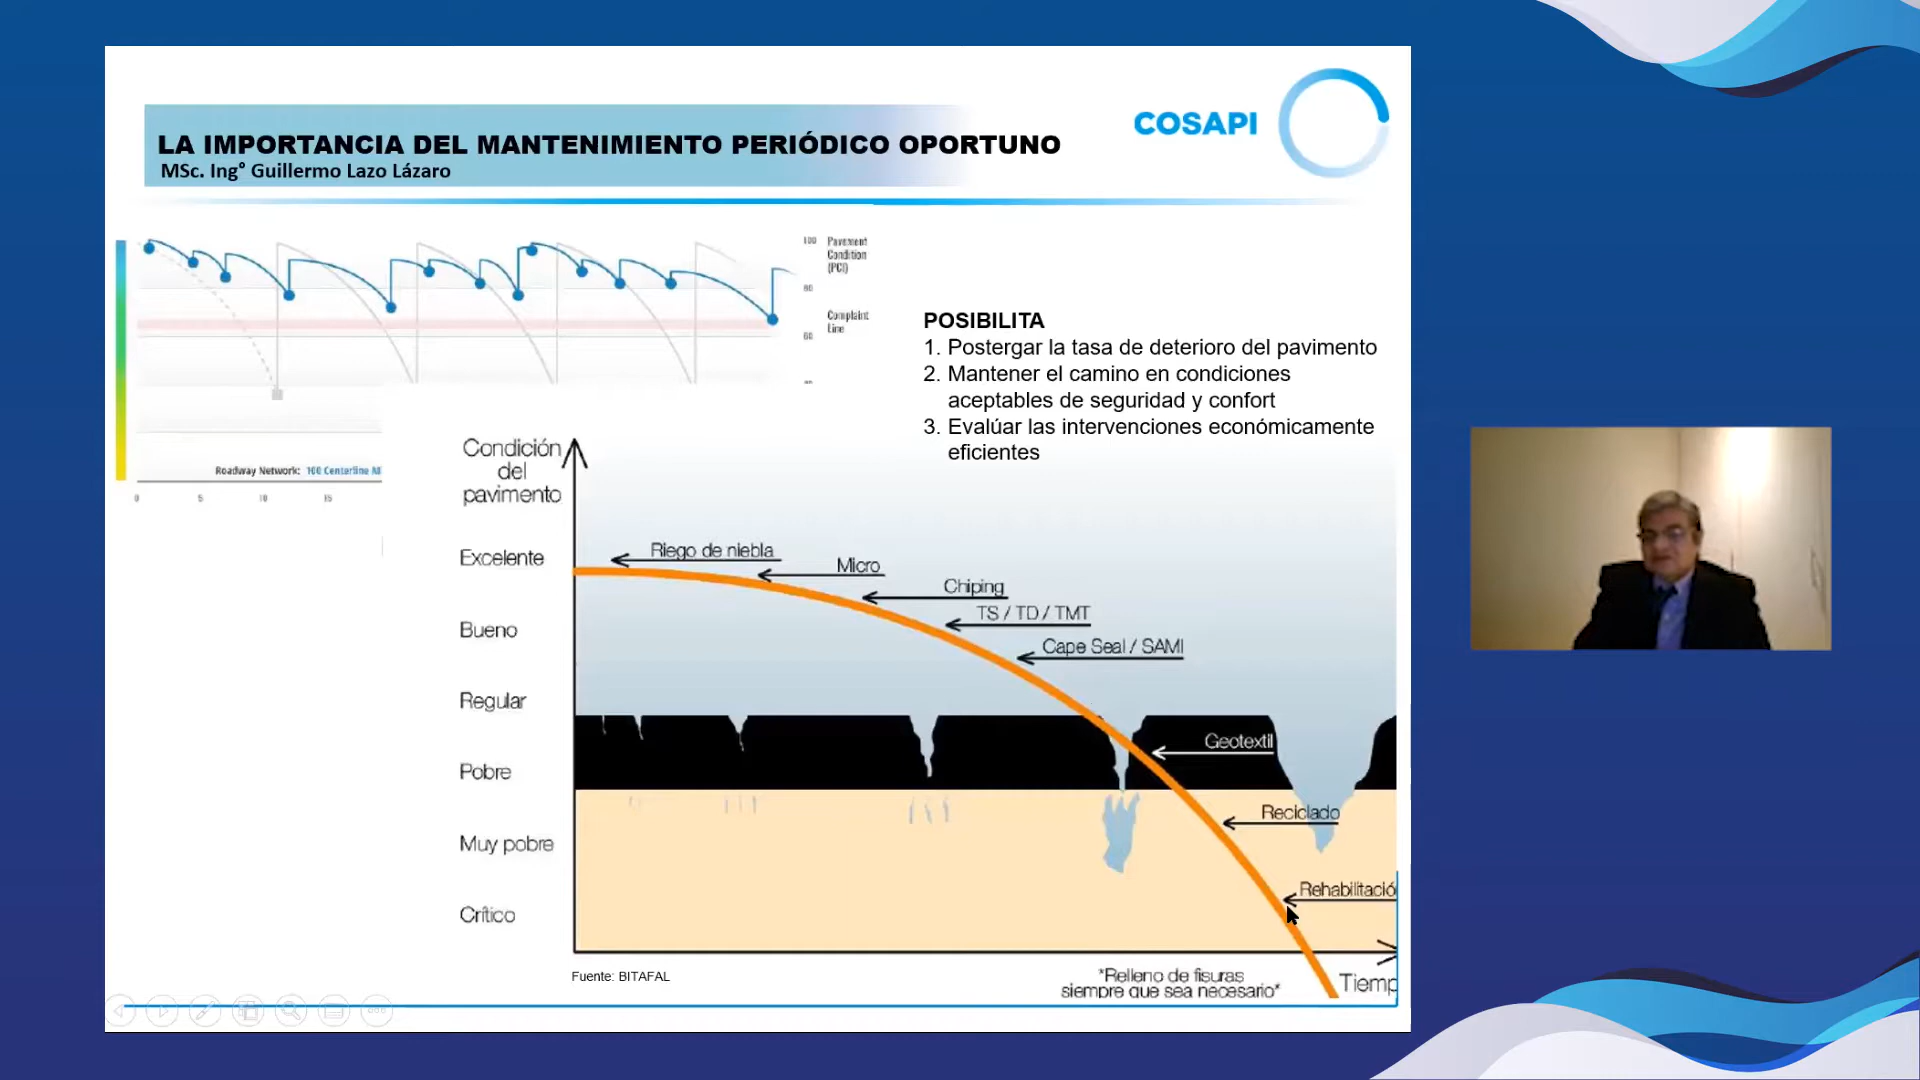 LA IMPORTANCIA DEL MANTENIMIENTO PERIÓDICO OPORTUNO
MSc. Ing° Guillermo Lazo Lázaro
COSAPI
100
Pavement
Condition
(PCI)
80
Complaint
Line
60
Roadway Network: 100 Centerline
0 5 10 15
POSIBILITA
1. Postergar la tasa de deterioro del pavimento
2. Mantener el camino en condiciones
aceptables de seguridad y confort
3. Evalúar las intervenciones económicamente
eficientes
Condición
del
pavimento
Excelente
Bueno
Regular
Pobre
Muy pobre
Crítico
Riego de niebla
Micro
Chiping
TS / TD / TMT
Cape Seal / SAMI
Geotextil
Reciclado
Rehabilitació
Fuente: BITAFAL
*Relleno de fisuras
siempre que sea necesario*
Tiemp